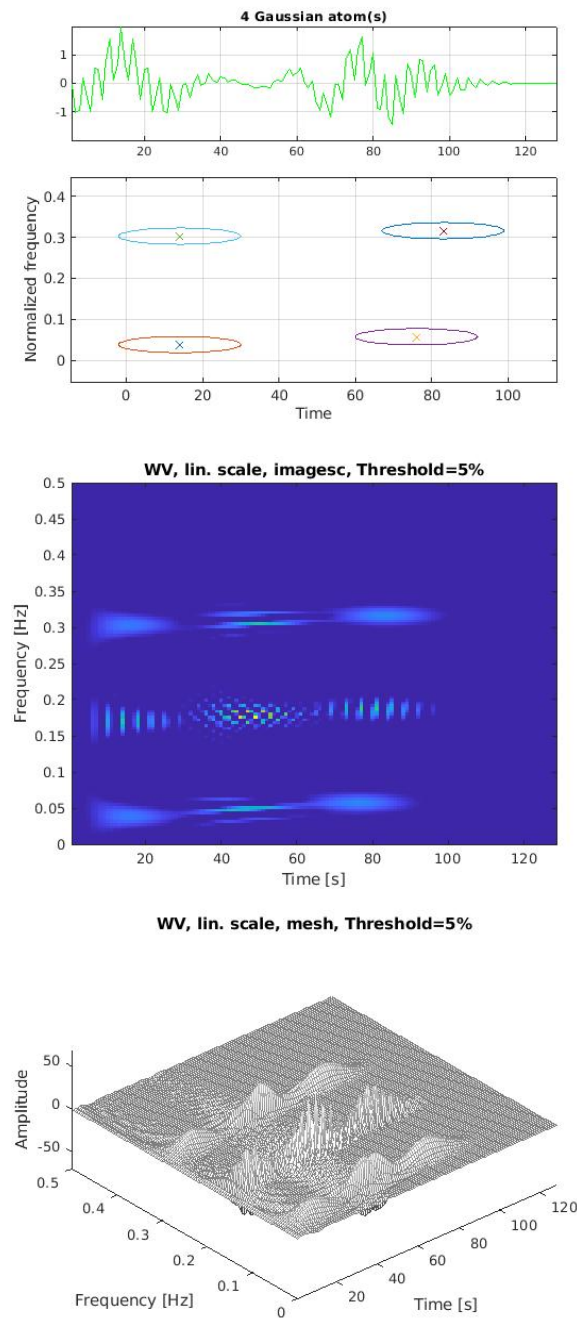 4 Gaussian atom(s)
1
0
-1
20 40 60 80 100 120
0.4
0.3
0.2
0.1
0
Normalized frequency
0 20 40 60 80 100
Time
WV, lin. scale, imagesc, Threshold=5%
0.5
0.45
0.4
0.35
0.3
0.25
0.2
0.15
0.1
0.05
0
Frequency [Hz]
20 40 60 80 100 120
Time [s]
WV, lin. scale, mesh, Threshold=5%
50
0
-50
Amplitude
0.5
0.4
0.3
0.2
0.1
0
Frequency [Hz]
20
40
60
80
100
120
Time [s]